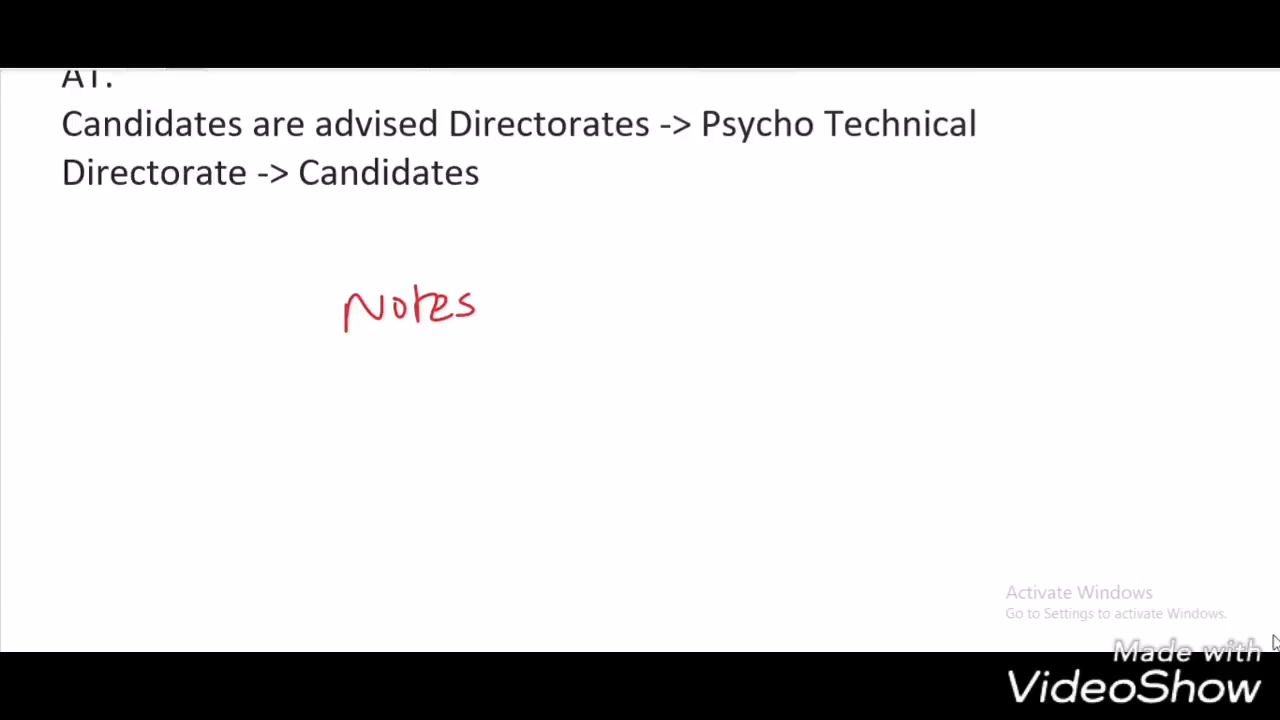 AT.
Candidates are advised Directorates -> Psycho Technical
Directorate -> Candidates
Notes
Activate Windows
Go to Settings to activate Windows.
Made with
VideoShow